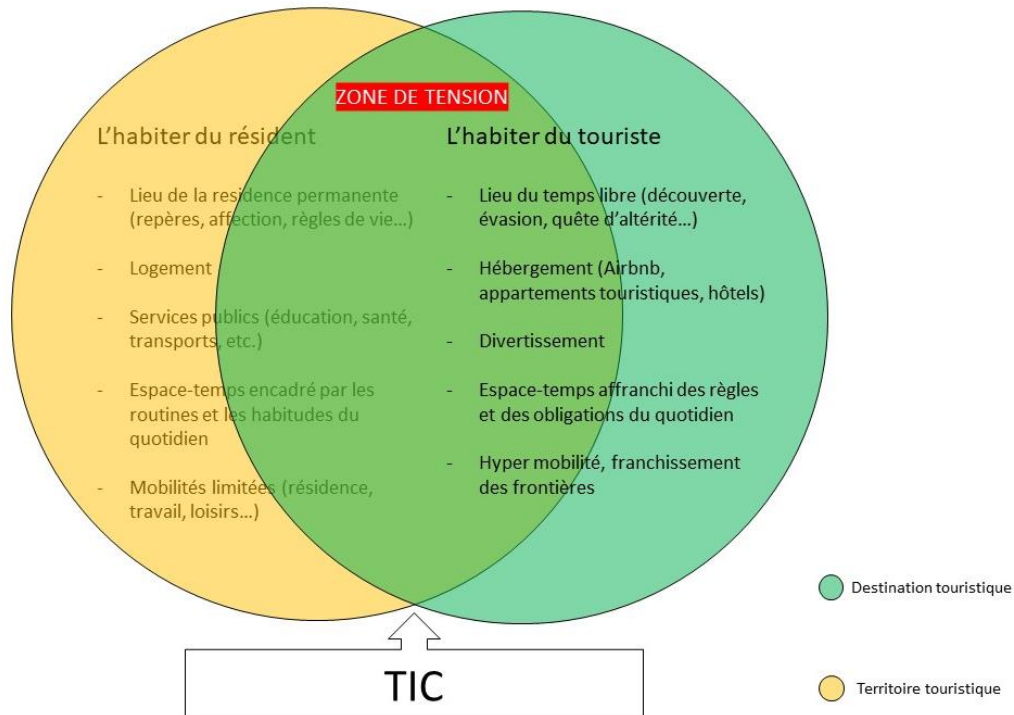 ZONE DE TENSION
L'habiter du résident
- Lieu de la residence permanente
(repères, affection, règles de vie...)
- Logement
- Services publics (éducation, santé,
transports, etc.)
- Espace-temps encadré par les
routines et les habitudes du
quotidien
- Mobilités limitées (résidence,
travail, loisirs...)
L'habiter du touriste
- Lieu du temps libre (découverte,
évasion, quête d'altérité...)
- Hébergement (Airbnb,
appartements touristiques, hôtels)
- Divertissement
- Espace-temps affranchi des règles
et des obligations du quotidien
- Hyper mobilité, franchissement
des frontières
Destination touristique
Territoire touristique
TIC